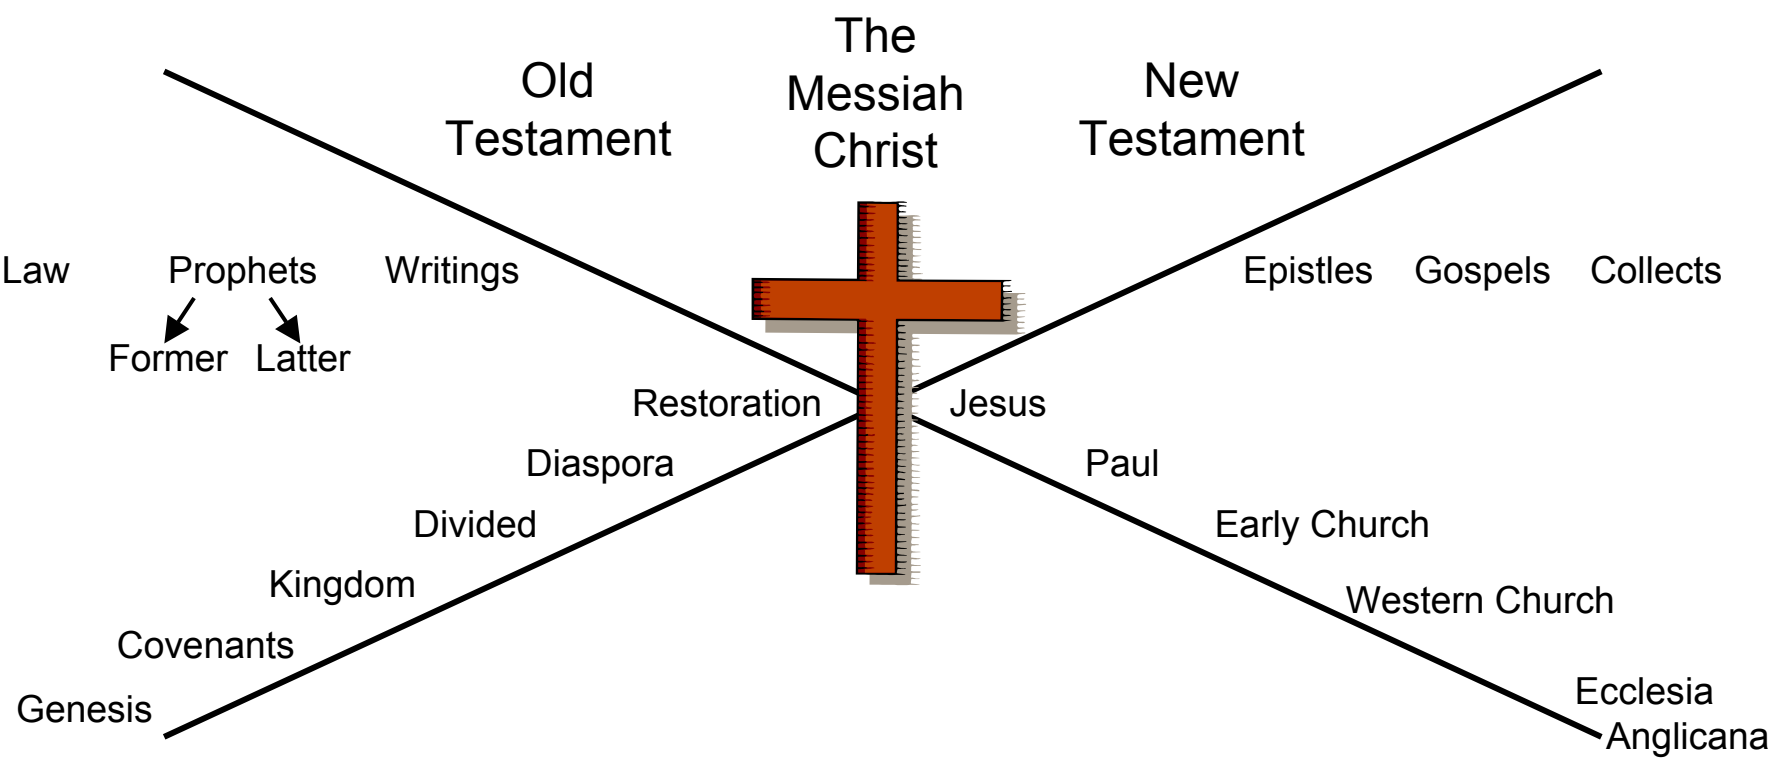 The
Messiah
Christ
Old
Testament
New
Testament
Law Prophets Writings
Epistles Gospels Collects
Former Latter
Restoration Jesus
Diaspora Paul
Divided Early Church
Kingdom Western Church
Covenants
Genesis
Ecclesia
Anglicana